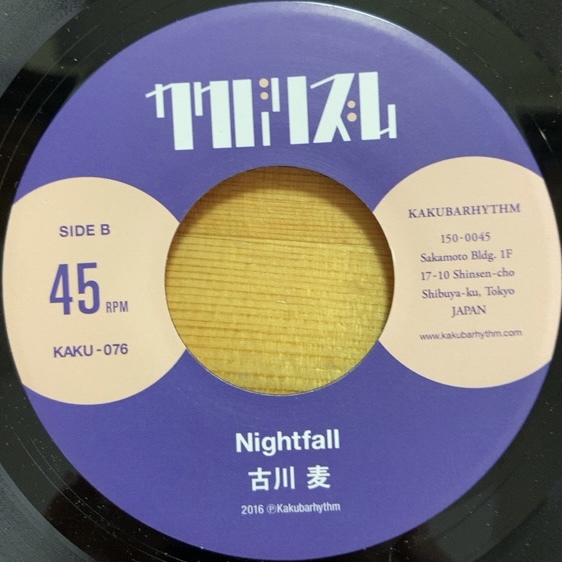 カクバリズム
SIDE B
45 RPM
KAKU-076
KAKUBARHYTHM
150-0045
Sakamoto Bldg. 1F
17-10 Shinsen-cho
Shibuya-ku, Tokyo
JAPAN
www.kakubarhythm.com
Nightfall
古川 麦
2016 ℗Kakubarhythm